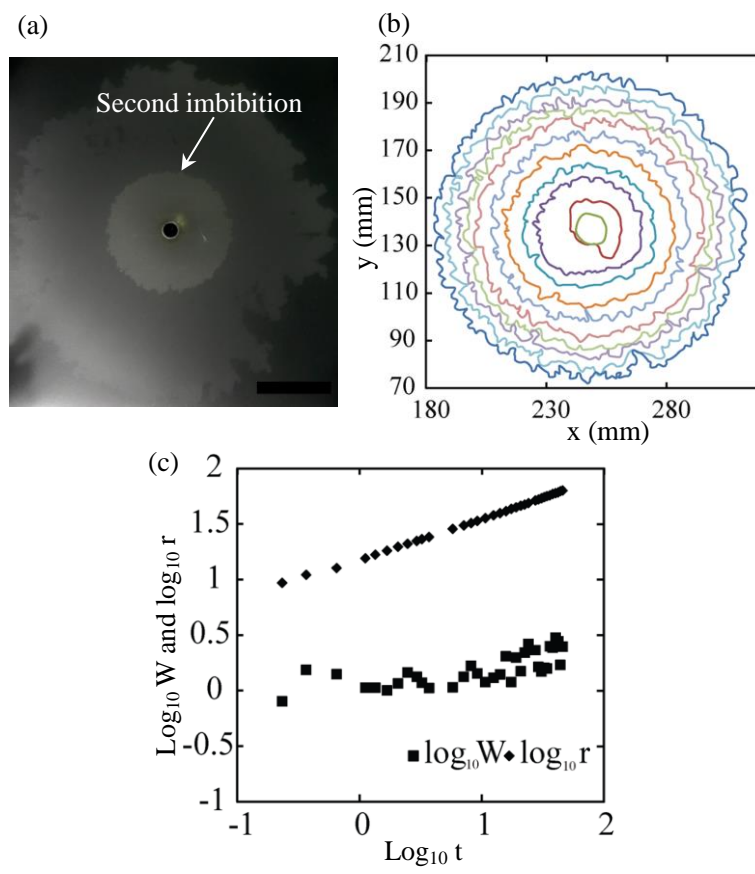 (a)
Second imbibition
(b)
210
190
170
150
130
110
90
70
y (mm)
180
230
280
x (mm)
(c)
2
1.5
1
0.5
0
-0.5
-1
Log₁₀ W and log₁₀ r
log₁₀W
log₁₀r
-1
0
1
2
Log₁₀ t